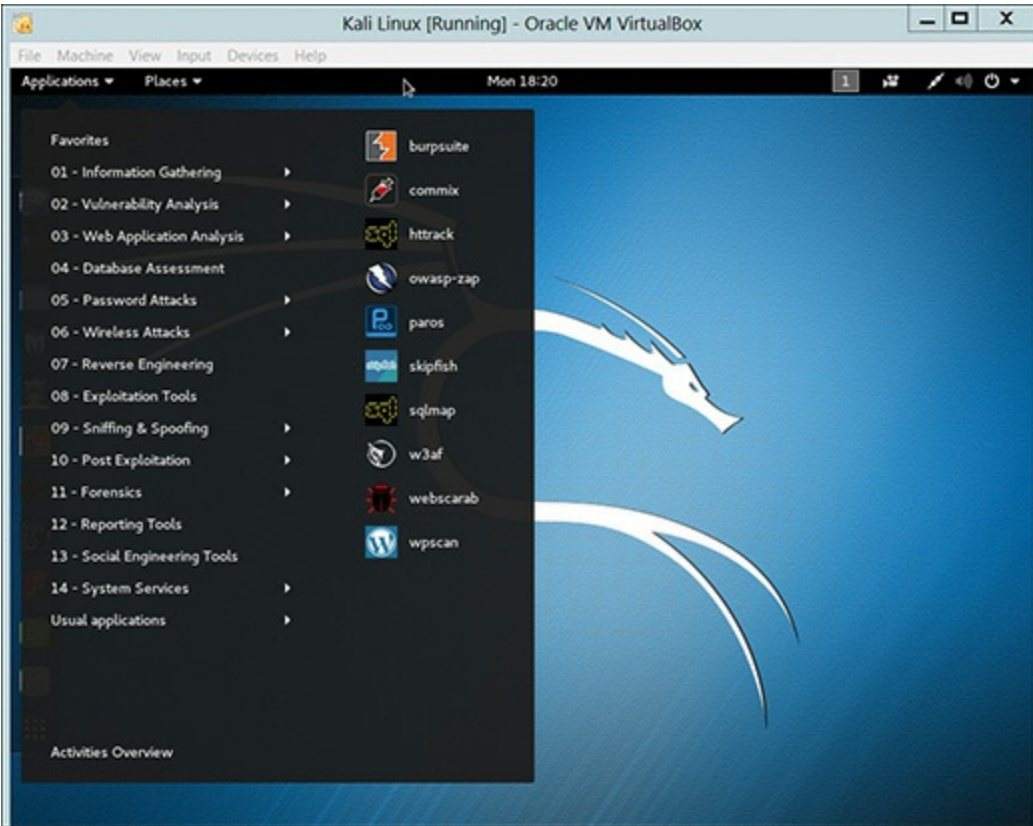 Kali Linux [Running] - Oracle VM VirtualBox
File Machine View Input Devices Help
Applications Places Mon 18:20 1
Favorites
01 - Information Gathering
02 - Vulnerability Analysis
03 - Web Application Analysis
04 - Database Assessment
05 - Password Attacks
06 - Wireless Attacks
07 - Reverse Engineering
08 - Exploitation Tools
09 - Sniffing & Spoofing
10 - Post Exploitation
11 - Forensics
12 - Reporting Tools
13 - Social Engineering Tools
14 - System Services
Usual applications
Activities Overview
burpsuite
commix
httrack
owasp-zap
paros
skipfish
sqlmap
w3af
webscarab
wpscan